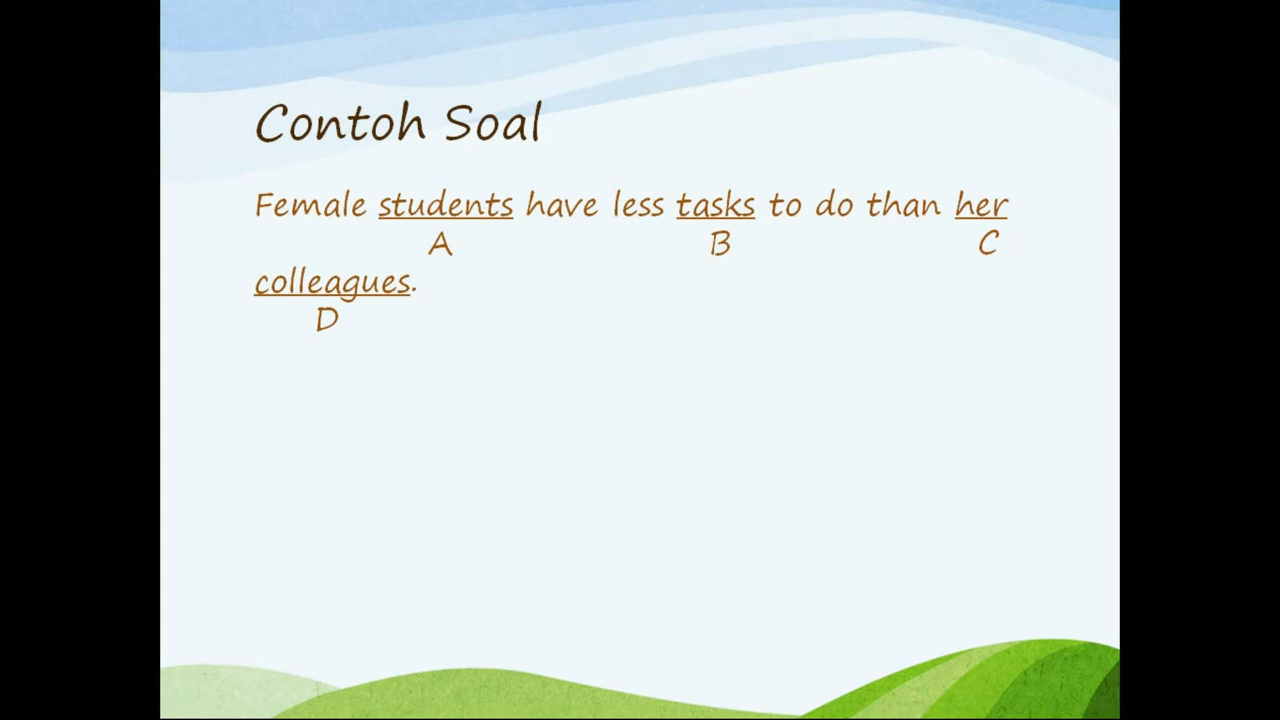 Contoh Soal
Female students have less tasks to do than her
A B C
colleagues.
D